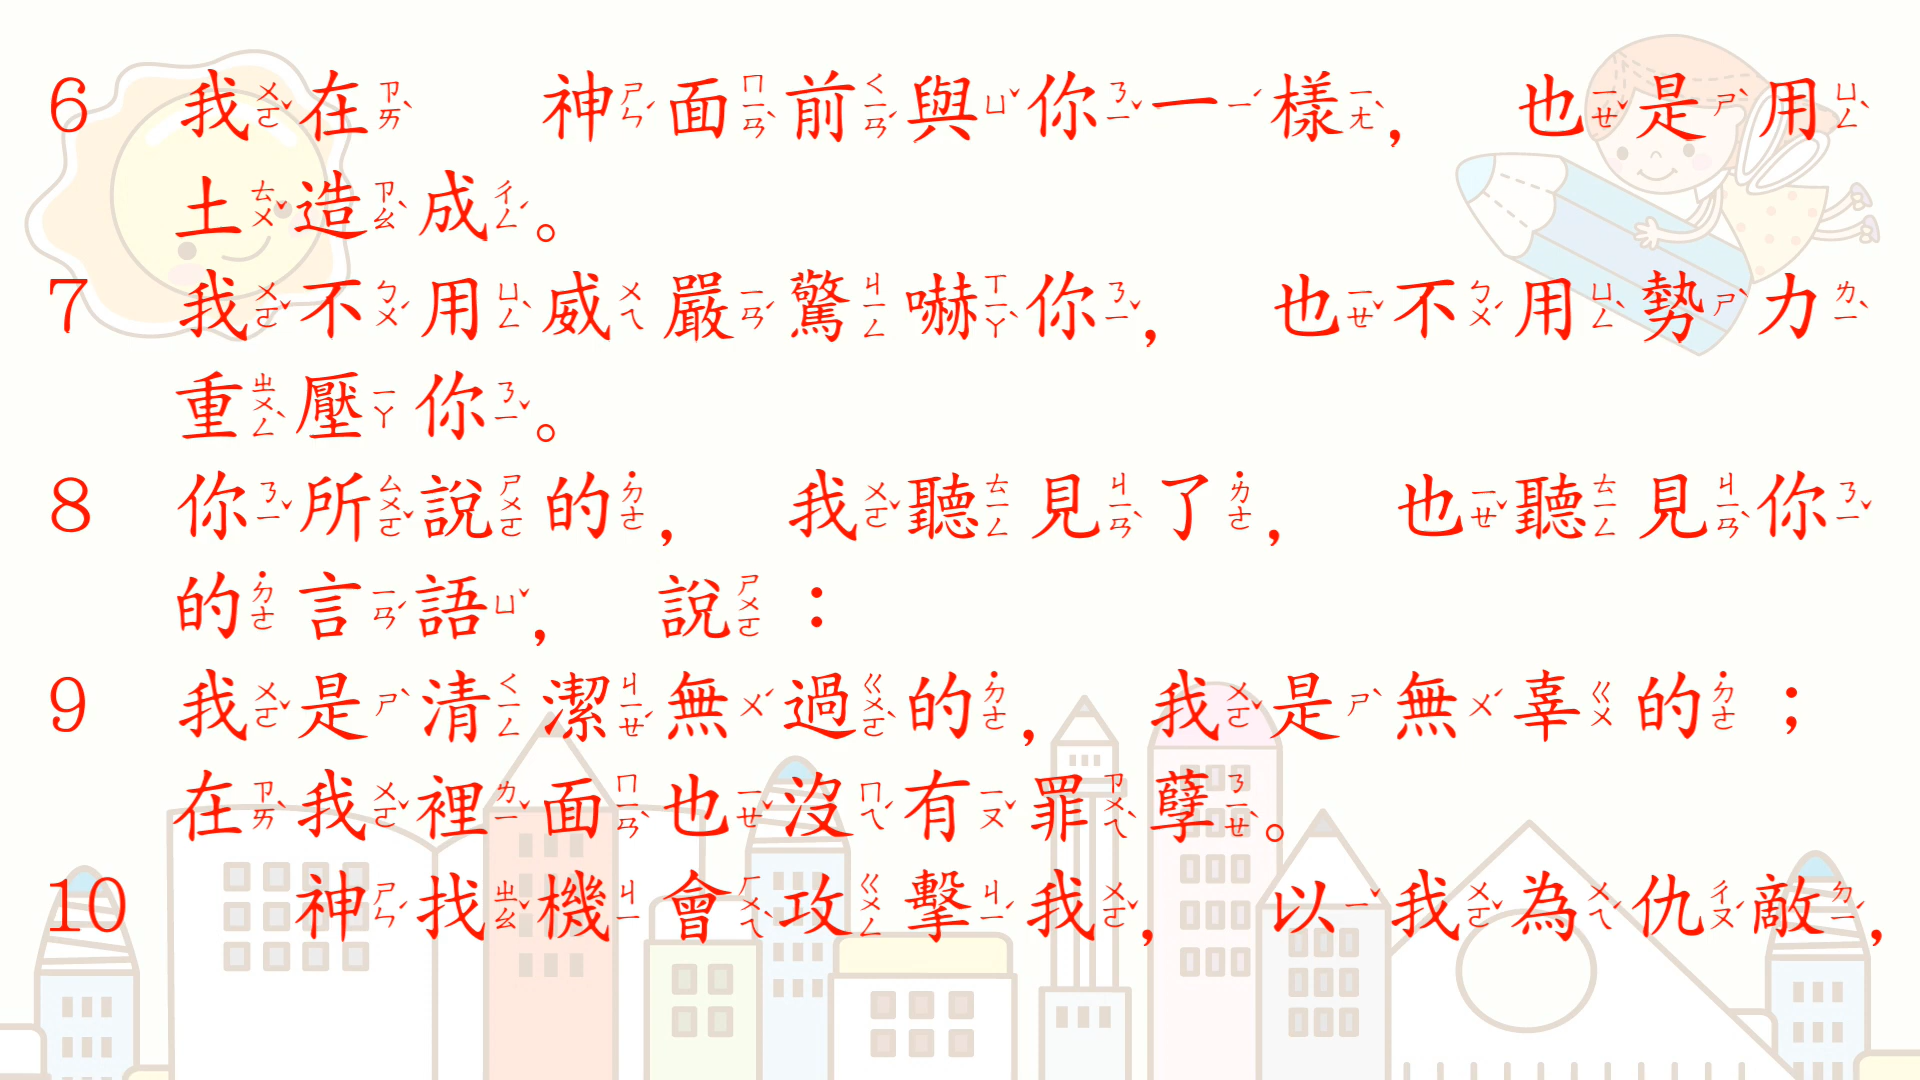 6 我在 神面前與你一樣, 也是用
土造成。
7 我不用威嚴驚嚇你, 也不用勢力
重壓你。
8 你所說的, 我聽見了, 也聽見你
的言語, 說:
9 我是清潔無過的, 我是無辜的;
在我裡面也沒有罪孽。
10 神找機會攻擊我, 以我為仇敵,